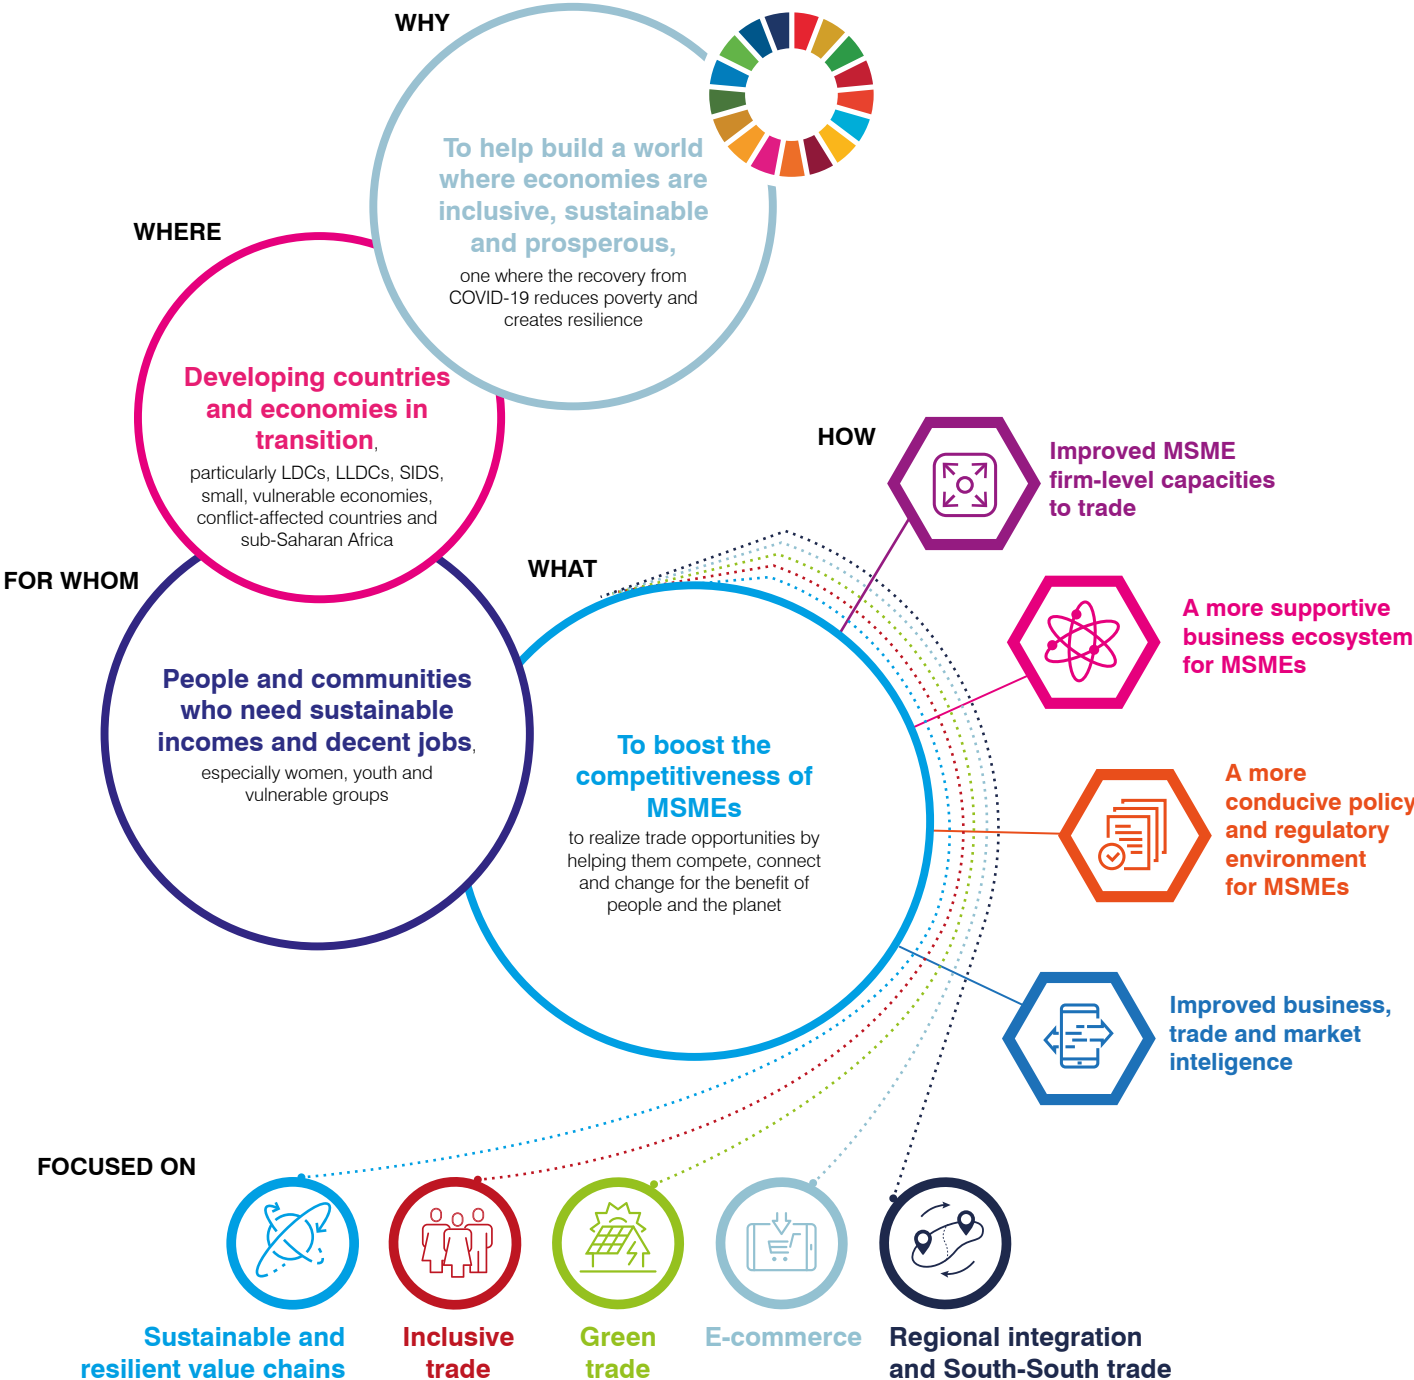 WHY
To help build a world
where economies are
inclusive, sustainable
and prosperous,
one where the recovery from
COVID-19 reduces poverty and
creates resilience
WHERE
Developing countries
and economies in
transition,
particularly LDCs, LLDCs, SIDS,
small, vulnerable economies,
conflict-affected countries and
sub-Saharan Africa
FOR WHOM
People and communities
who need sustainable
incomes and decent jobs,
especially women, youth and
vulnerable groups
WHAT
To boost the
competitiveness of
MSMEs
to realize trade opportunities by
helping them compete, connect
and change for the benefit of
people and the planet
HOW
Improved MSME
firm-level capacities
to trade
A more supportive
business ecosystem
for MSMEs
A more
conducive policy
and regulatory
environment
for MSMEs
Improved business,
trade and market
inteligence
FOCUSED ON
Sustainable and
resilient value chains
Inclusive
trade
Green
trade
E-commerce
Regional integration
and South-South trade